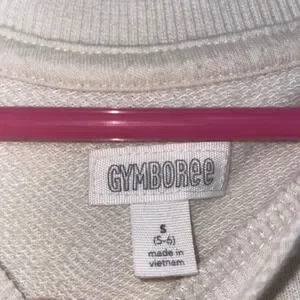 GYMBOREE
S
(5-6)
made in
vietnam